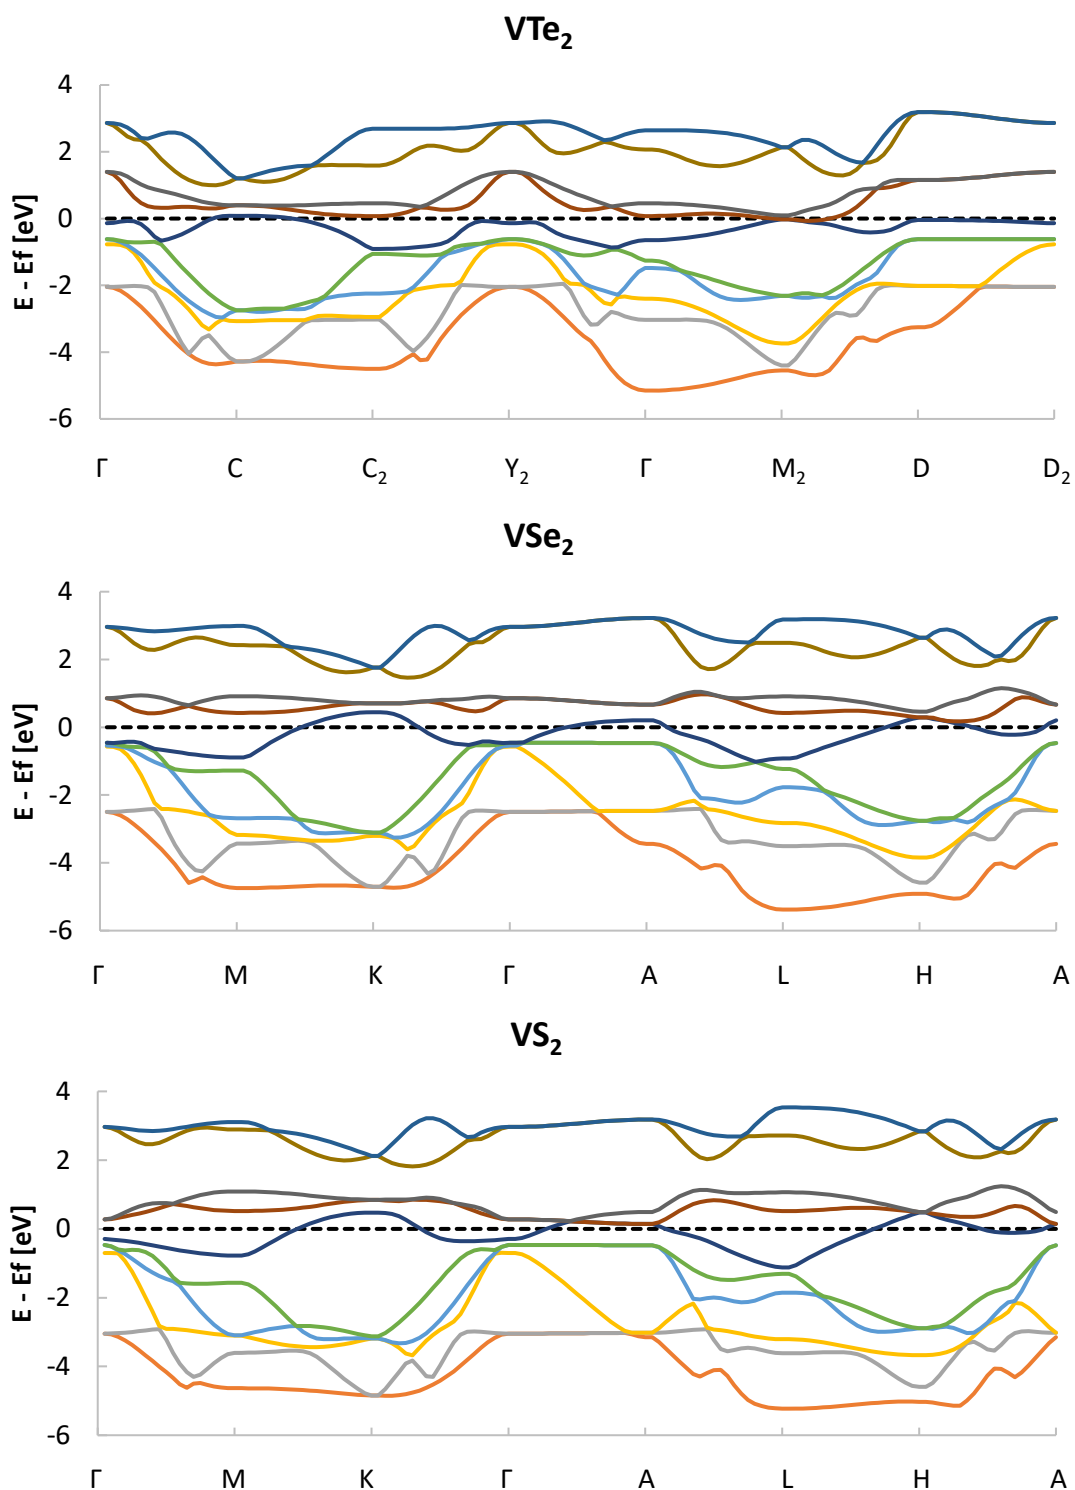 VTe₂
4
2
0
-2
-4
-6
E - Ef [eV]
Γ C C₂ Y₂ Γ M₂ D D₂
VSe₂
4
2
0
-2
-4
-6
E - Ef [eV]
Γ M K Γ A L H A
VS₂
4
2
0
-2
-4
-6
E - Ef [eV]
Γ M K Γ A L H A